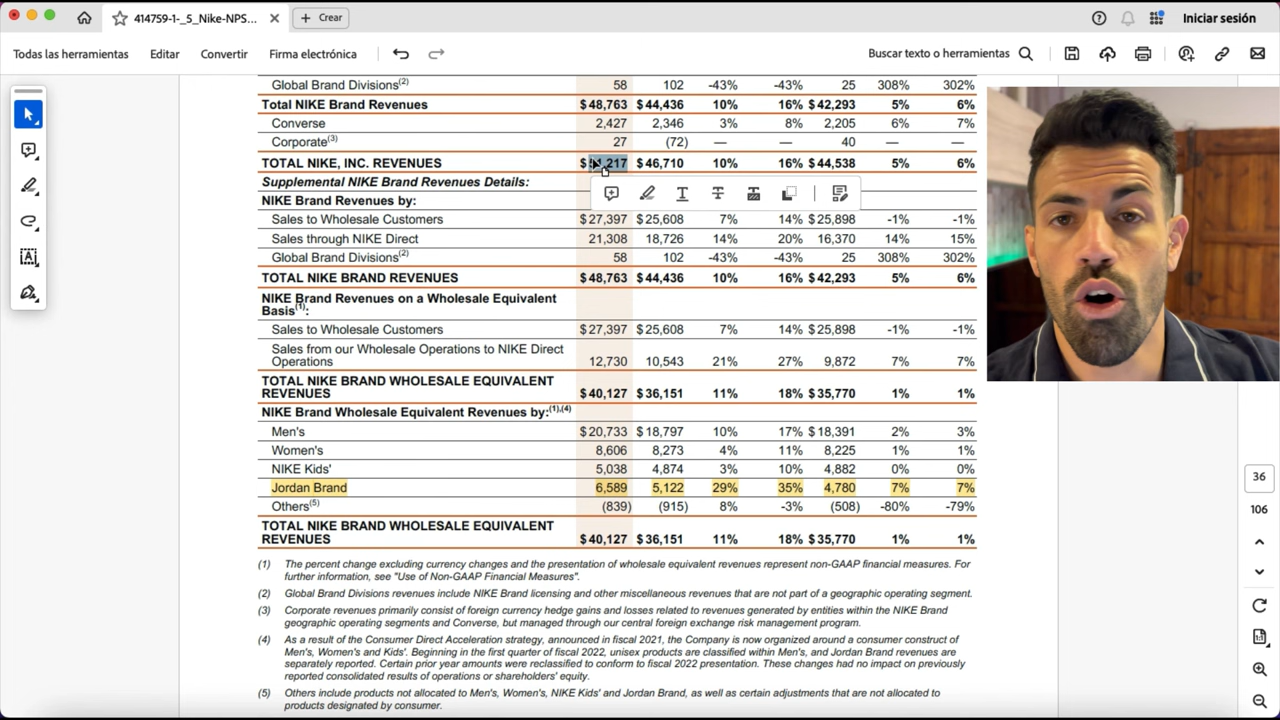 414759-1-_5_Nike-NPS...
Crear
Iniciar sesión
Todas las herramientas Editar Convertir Firma electrónica Buscar texto o herramientas
Global Brand Divisions(2) 58 102 -43% -43% 25 308% 302%
Total NIKE Brand Revenues $48,763 $44,436 10% 16% $42,293 5% 6%
Converse 2,427 2,346 3% 8% 2,205 6% 7%
Corporate(3) 27 (72) — — 40 — —
TOTAL NIKE, INC. REVENUES $ ,217 $46,710 10% 16% $44,538 5% 6%
Supplemental NIKE Brand Revenues Details:
NIKE Brand Revenues by:
Sales to Wholesale Customers $27,397 $25,608 7% 14% $25,898 -1% -1%
Sales through NIKE Direct 21,308 18,726 14% 20% 16,370 14% 15%
Global Brand Divisions(2) 58 102 -43% -43% 25 308% 302%
TOTAL NIKE BRAND REVENUES $48,763 $44,436 10% 16% $42,293 5% 6%
NIKE Brand Revenues on a Wholesale Equivalent
Basis(1):
Sales to Wholesale Customers $27,397 $25,608 7% 14% $25,898 -1% -1%
Sales from our Wholesale Operations to NIKE Direct
Operations 12,730 10,543 21% 27% 9,872 7% 7%
TOTAL NIKE BRAND WHOLESALE EQUIVALENT
REVENUES $40,127 $36,151 11% 18% $35,770 1% 1%
NIKE Brand Wholesale Equivalent Revenues by:(1),(4)
Men's $20,733 $18,797 10% 17% $18,391 2% 3%
Women's 8,606 8,273 4% 11% 8,225 1% 1%
NIKE Kids' 5,038 4,874 3% 10% 4,882 0% 0%
Jordan Brand 6,589 5,122 29% 35% 4,780 7% 7%
Others(5) (839) (915) 8% -3% (508) -80% -79%
TOTAL NIKE BRAND WHOLESALE EQUIVALENT
REVENUES $40,127 $36,151 11% 18% $35,770 1% 1%
(1) The percent change excluding currency changes and the presentation of wholesale equivalent revenues represent non-GAAP financial measures. For
further information, see "Use of Non-GAAP Financial Measures".
(2) Global Brand Divisions revenues include NIKE Brand licensing and other miscellaneous revenues that are not part of a geographic operating segment.
(3) Corporate revenues primarily consist of foreign currency hedge gains and losses related to revenues generated by entities within the NIKE Brand
geographic operating segments and Converse, but managed through our central foreign exchange risk management program.
(4) As a result of the Consumer Direct Acceleration strategy, announced in fiscal 2021, the Company is now organized around a consumer construct of
Men's, Women's and Kids'. Beginning in the first quarter of fiscal 2022, unisex products are classified within Men's, and Jordan Brand revenues are
separately reported. Certain prior year amounts were reclassified to conform to fiscal 2022 presentation. These changes had no impact on previously
reported consolidated results of operations or shareholders' equity.
(5) Others include products not allocated to Men's, Women's, NIKE Kids' and Jordan Brand, as well as certain adjustments that are not allocated to
products designated by consumer.
36
106